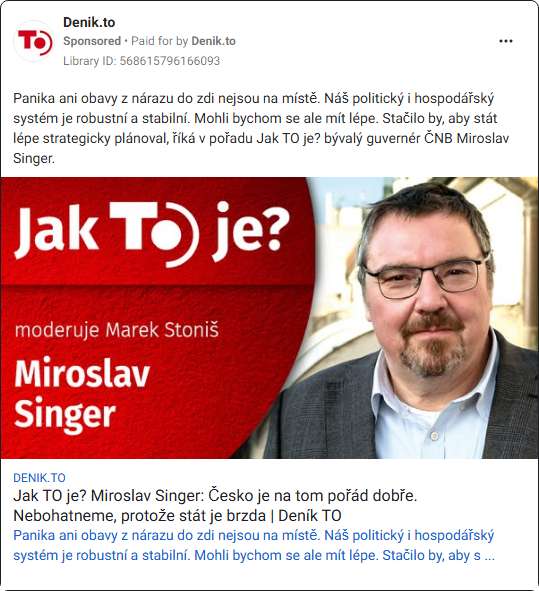 Denik.to
Sponsored • Paid for by Denik.to
Library ID: 568615796166093
Panika ani obavy z nárazu do zdi nejsou na místě. Náš politický i hospodářský
systém je robustní a stabilní. Mohli bychom se ale mít lépe. Stačilo by, aby stát
lépe strategicky plánoval, říká v pořadu Jak TO je? bývalý guvernér ČNB Miroslav
Singer.
Jak TO je?
moderuje Marek Stoniš
Miroslav
Singer
DENIK.TO
Jak TO je? Miroslav Singer: Česko je na tom pořád dobře.
Nebohatneme, protože stát je brzda | Deník TO
Panika ani obavy z nárazu do zdi nejsou na místě. Náš politický i hospodářský
systém je robustní a stabilní. Mohli bychom se ale mít lépe. Stačilo by, aby s ...